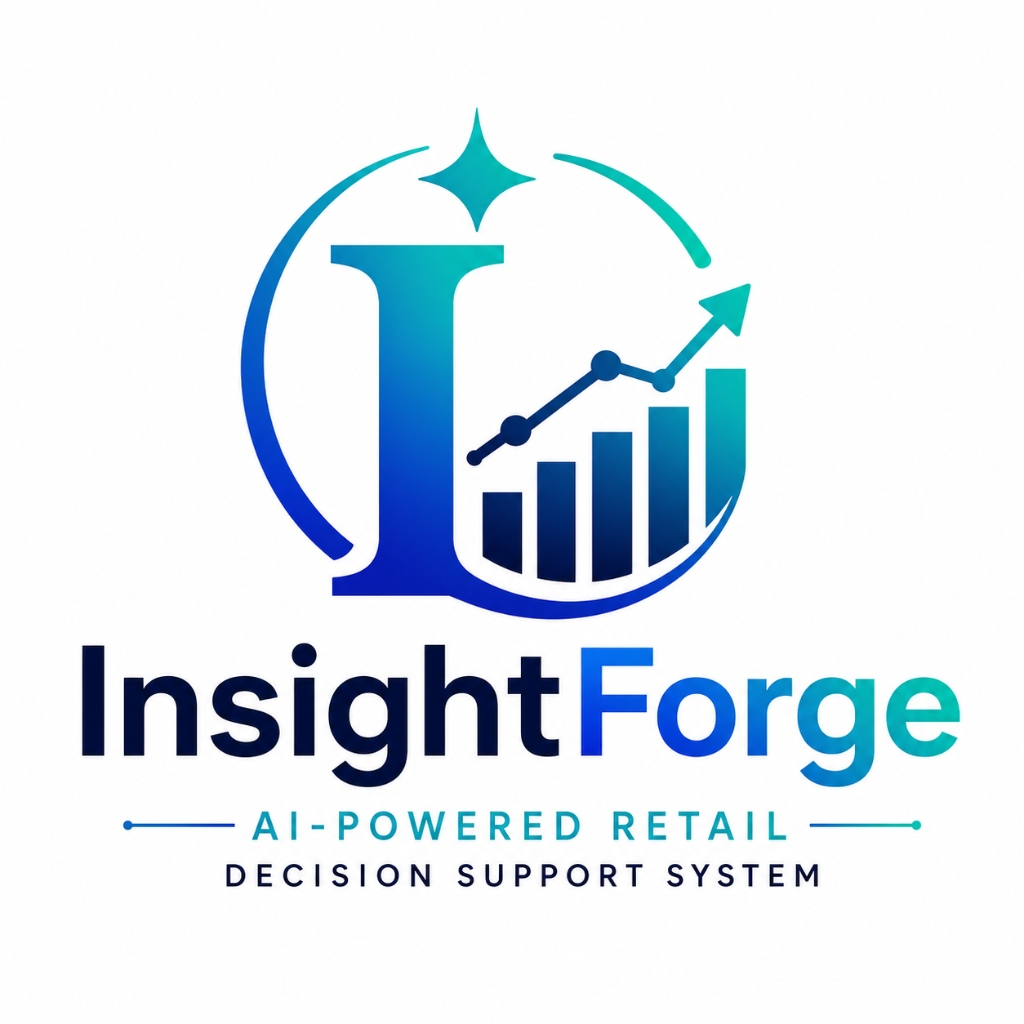 InsightForge
AI-POWERED RETAIL
DECISION SUPPORT SYSTEM